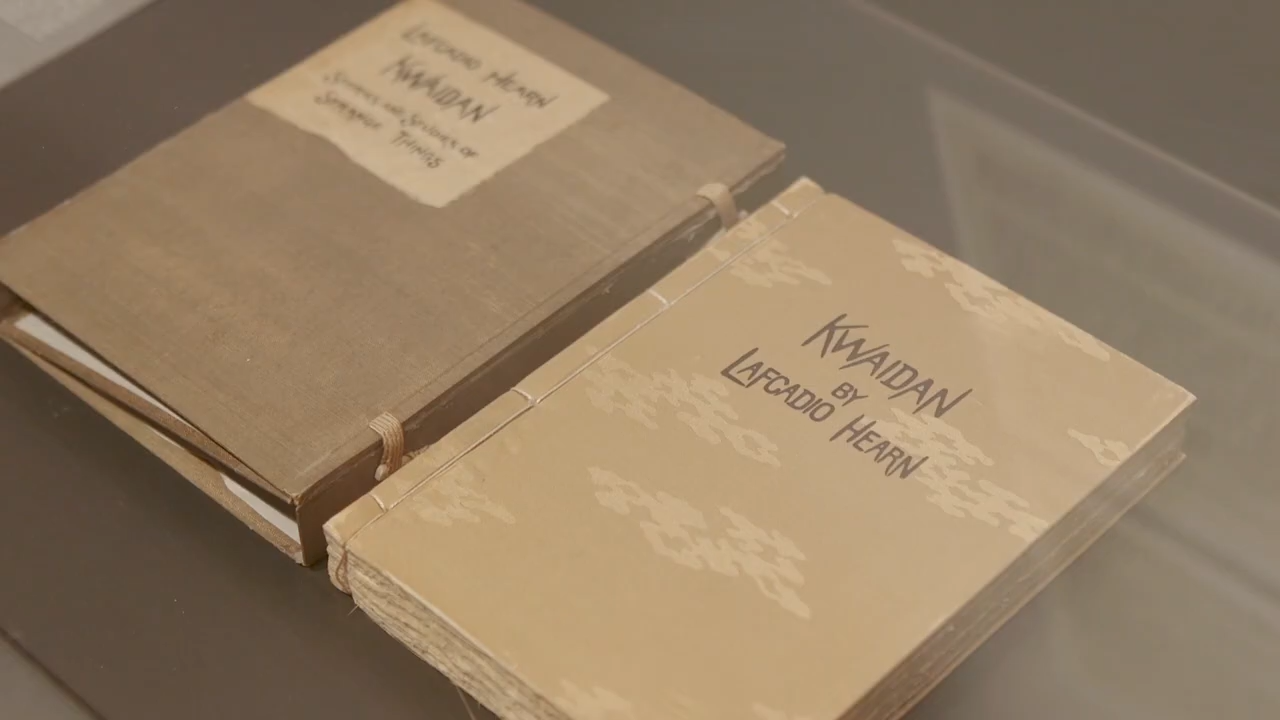 LAFCADIO HEARN
KWAIDAN
STORIES AND STUDIES OF
STRANGE THINGS
KWAIDAN
BY
LAFCADIO HEARN